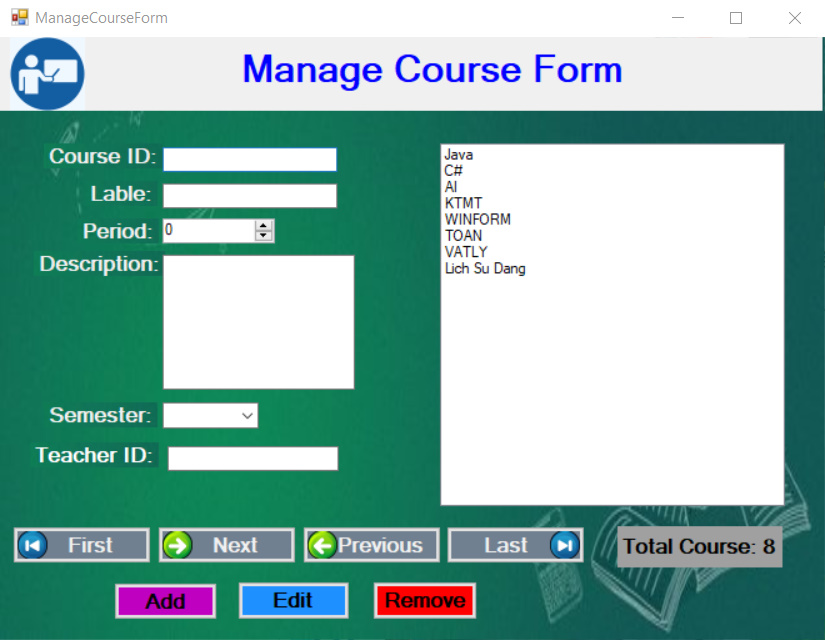 ManageCourseForm
Manage Course Form
Course ID:
Lable:
Period: 0
Description:
Semester:
Teacher ID:
Java
C#
AI
KTMT
WINFORM
TOAN
VATLY
Lich Su Dang
First Next Previous Last Total Course: 8
Add Edit Remove